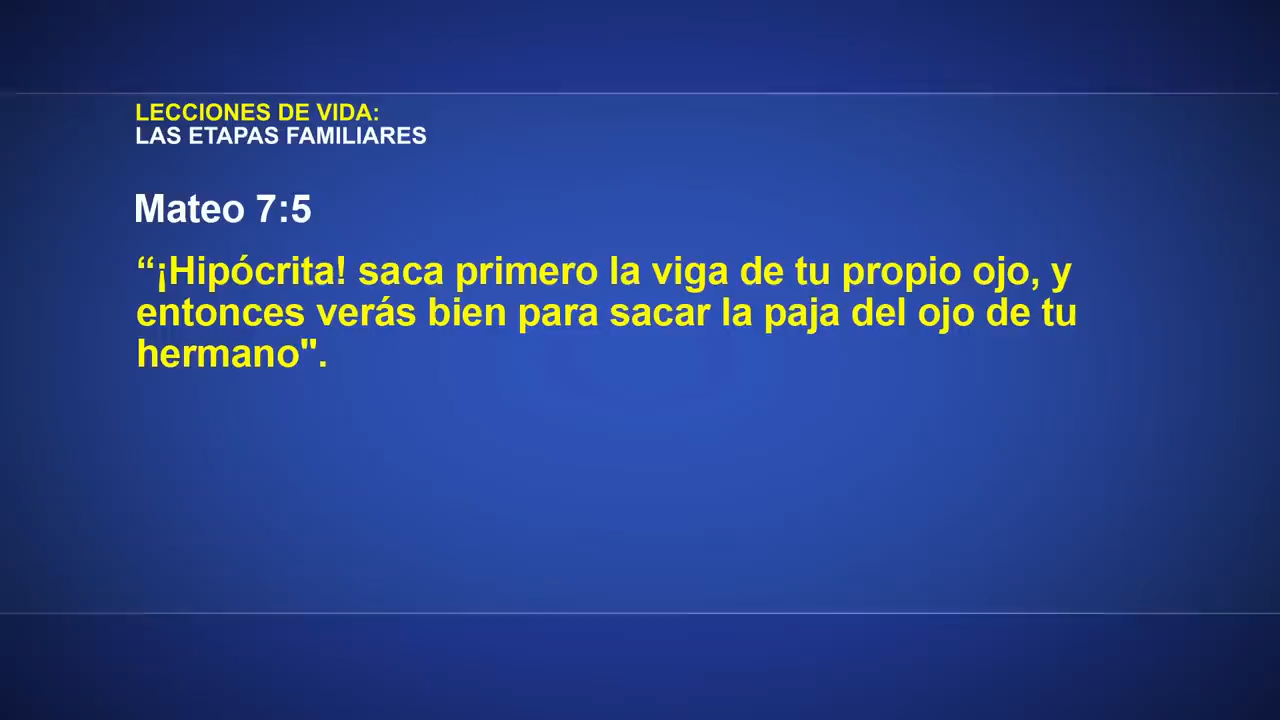 LECCIONES DE VIDA:
LAS ETAPAS FAMILIARES
Mateo 7:5
“¡Hipócrita! saca primero la viga de tu propio ojo, y
entonces verás bien para sacar la paja del ojo de tu
hermano".